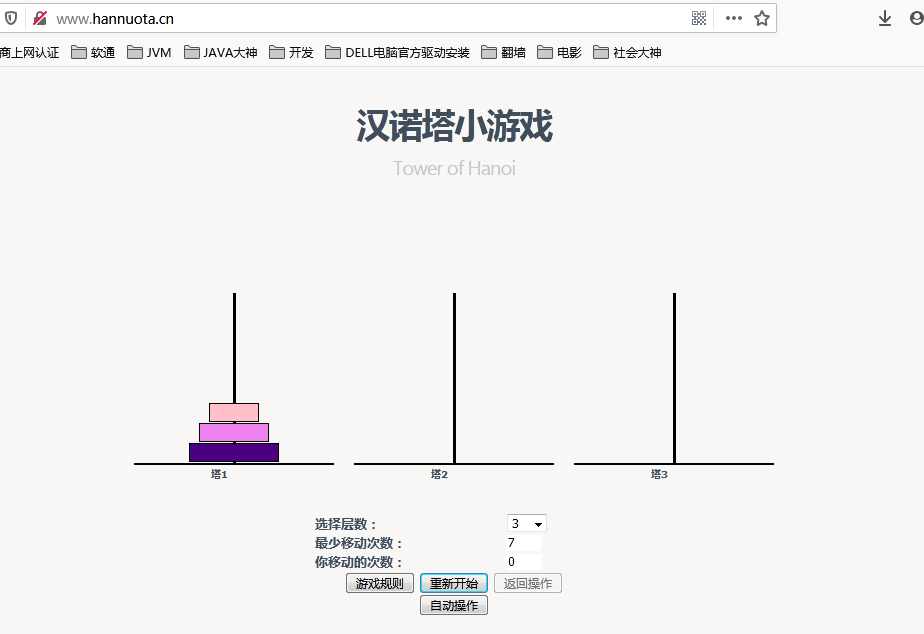 www.hannuota.cn
商上网认证 软通 JVM JAVA大神 开发 DELL电脑官方驱动安装 翻墙 电影 社会大神
汉诺塔小游戏
Tower of Hanoi
塔1 塔2 塔3
选择层数： 3
最少移动次数： 7
你移动的次数： 0
游戏规则 重新开始 返回操作
自动操作